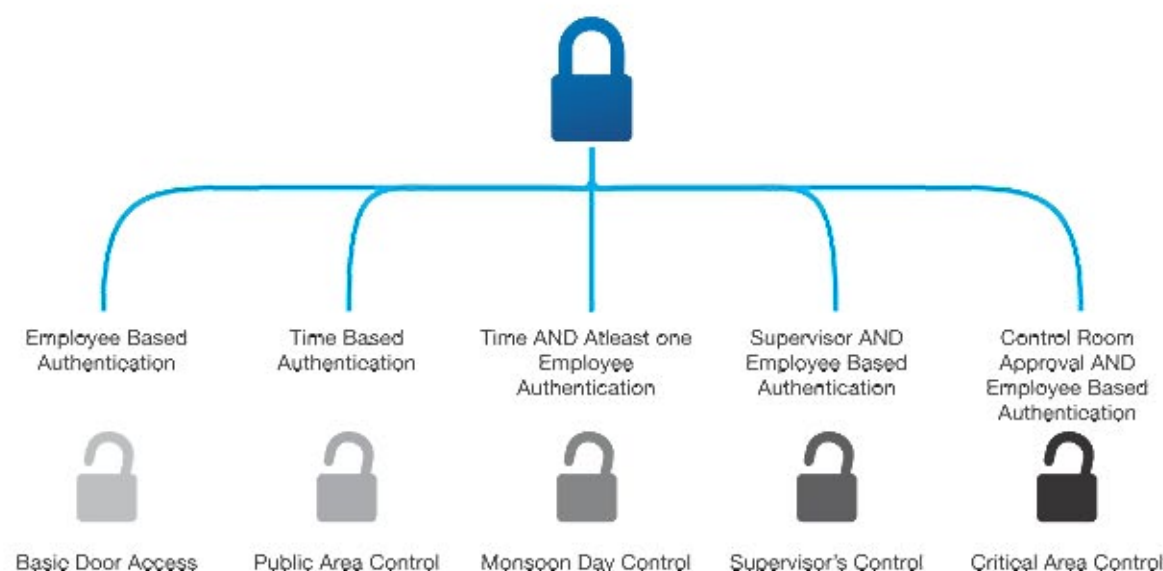 Employee Based
Authentication
Time Based
Authentication
Time AND Atleast one
Employee
Authentication
Supervisor AND
Employee Based
Authentication
Control Room
Approval AND
Employee Based
Authentication
Basic Door Access
Public Area Control
Monsoon Day Control
Supervisor's Control
Critical Area Control